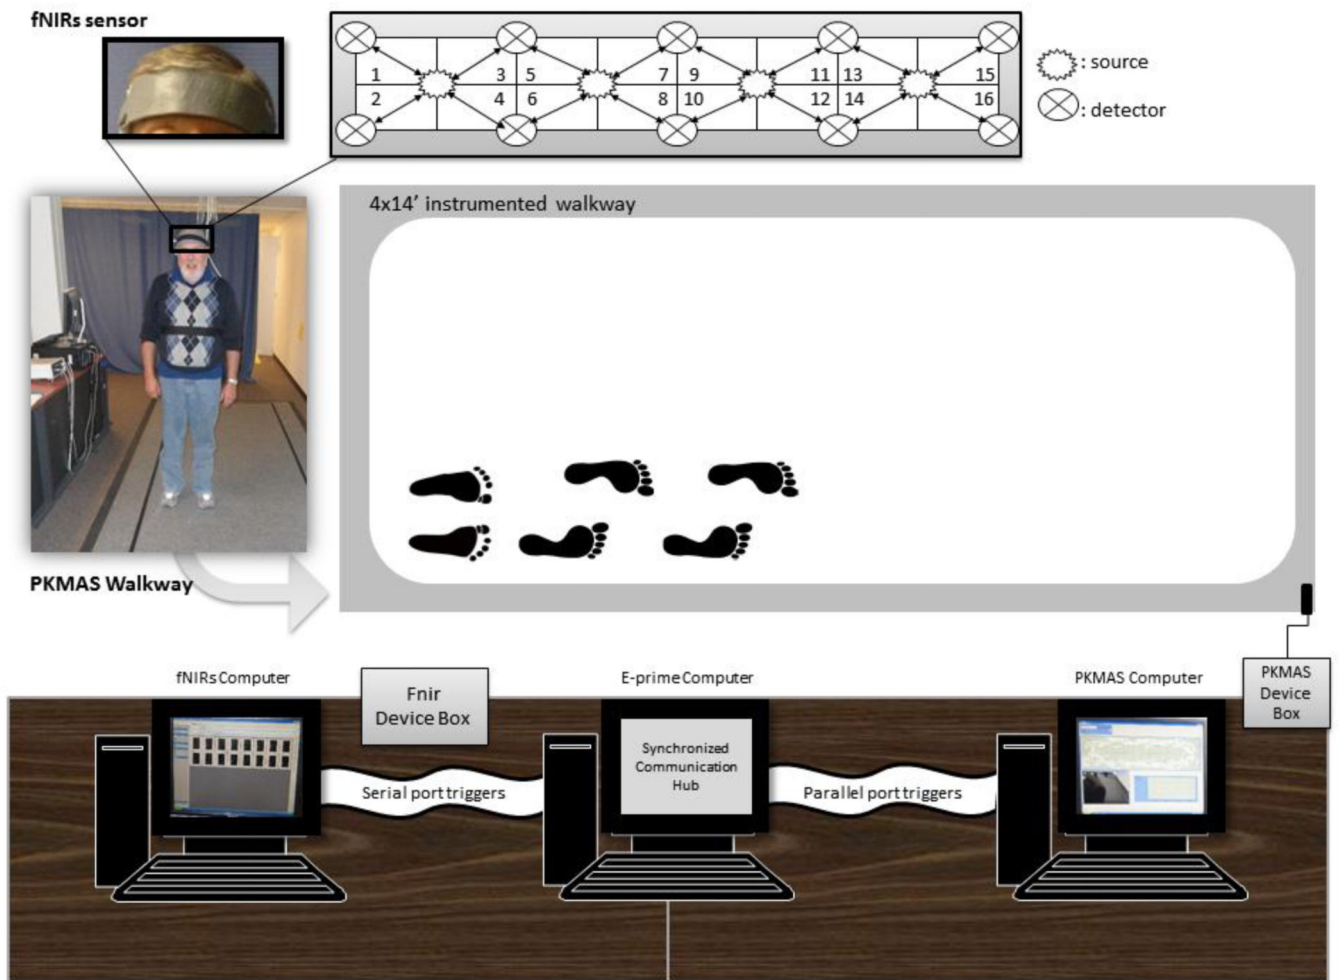 fNIRs sensor
1 3 5 7 9 11 13 15
2 4 6 8 10 12 14 16
: source
: detector
4x14' instrumented walkway
PKMAS Walkway
fNIRs Computer
Fnir
Device Box
E-prime Computer
PKMAS Computer
PKMAS
Device
Box
Synchronized
Communication
Hub
Serial port triggers
Parallel port triggers